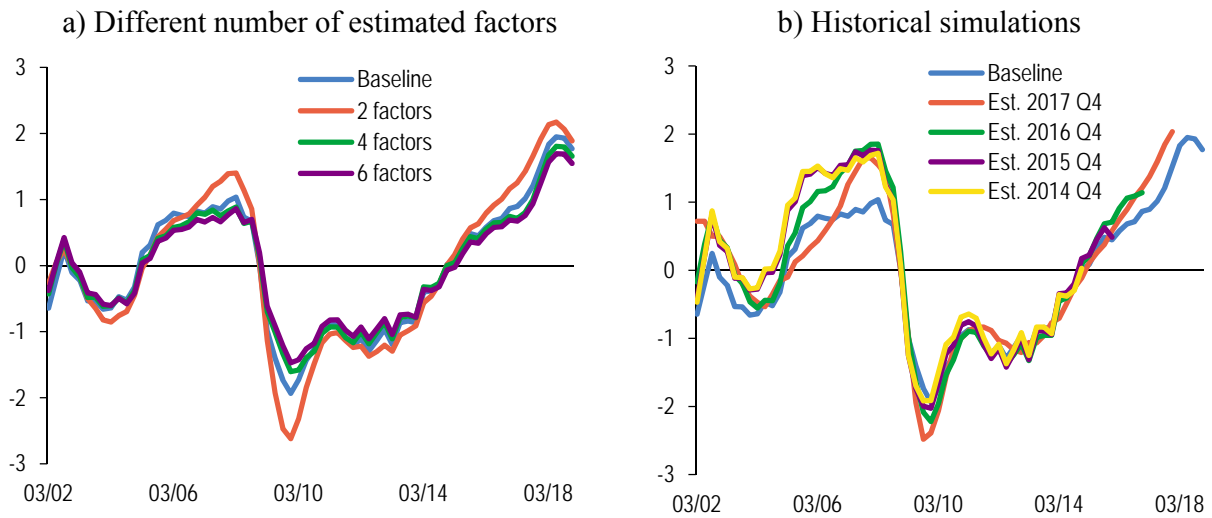 a) Different number of estimated factors
3
2
1
0
-1
-2
-3
03/02 03/06 03/10 03/14 03/18
Baseline
2 factors
4 factors
6 factors
b) Historical simulations
3
2
1
0
-1
-2
-3
03/02 03/06 03/10 03/14 03/18
Baseline
Est. 2017 Q4
Est. 2016 Q4
Est. 2015 Q4
Est. 2014 Q4